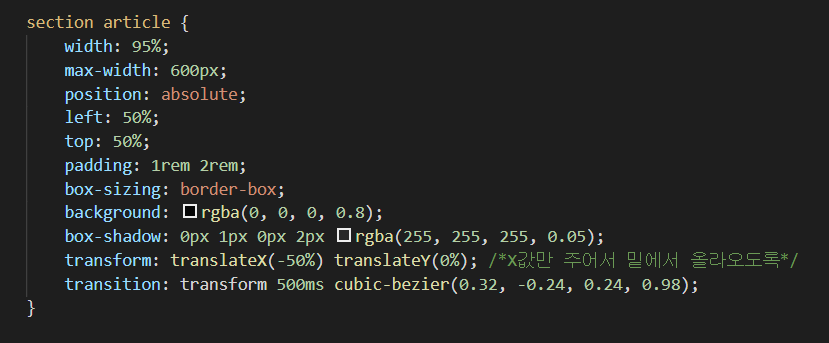 section article {
    width: 95%;
    max-width: 600px;
    position: absolute;
    left: 50%;
    top: 50%;
    padding: 1rem 2rem;
    box-sizing: border-box;
    background: rgba(0, 0, 0, 0.8);
    box-shadow: 0px 1px 0px 2px rgba(255, 255, 255, 0.05);
    transform: translateX(-50%) translateY(0%); /*X값만 주어서 밑에서 올라오도록*/
    transition: transform 500ms cubic-bezier(0.32, -0.24, 0.24, 0.98);
}